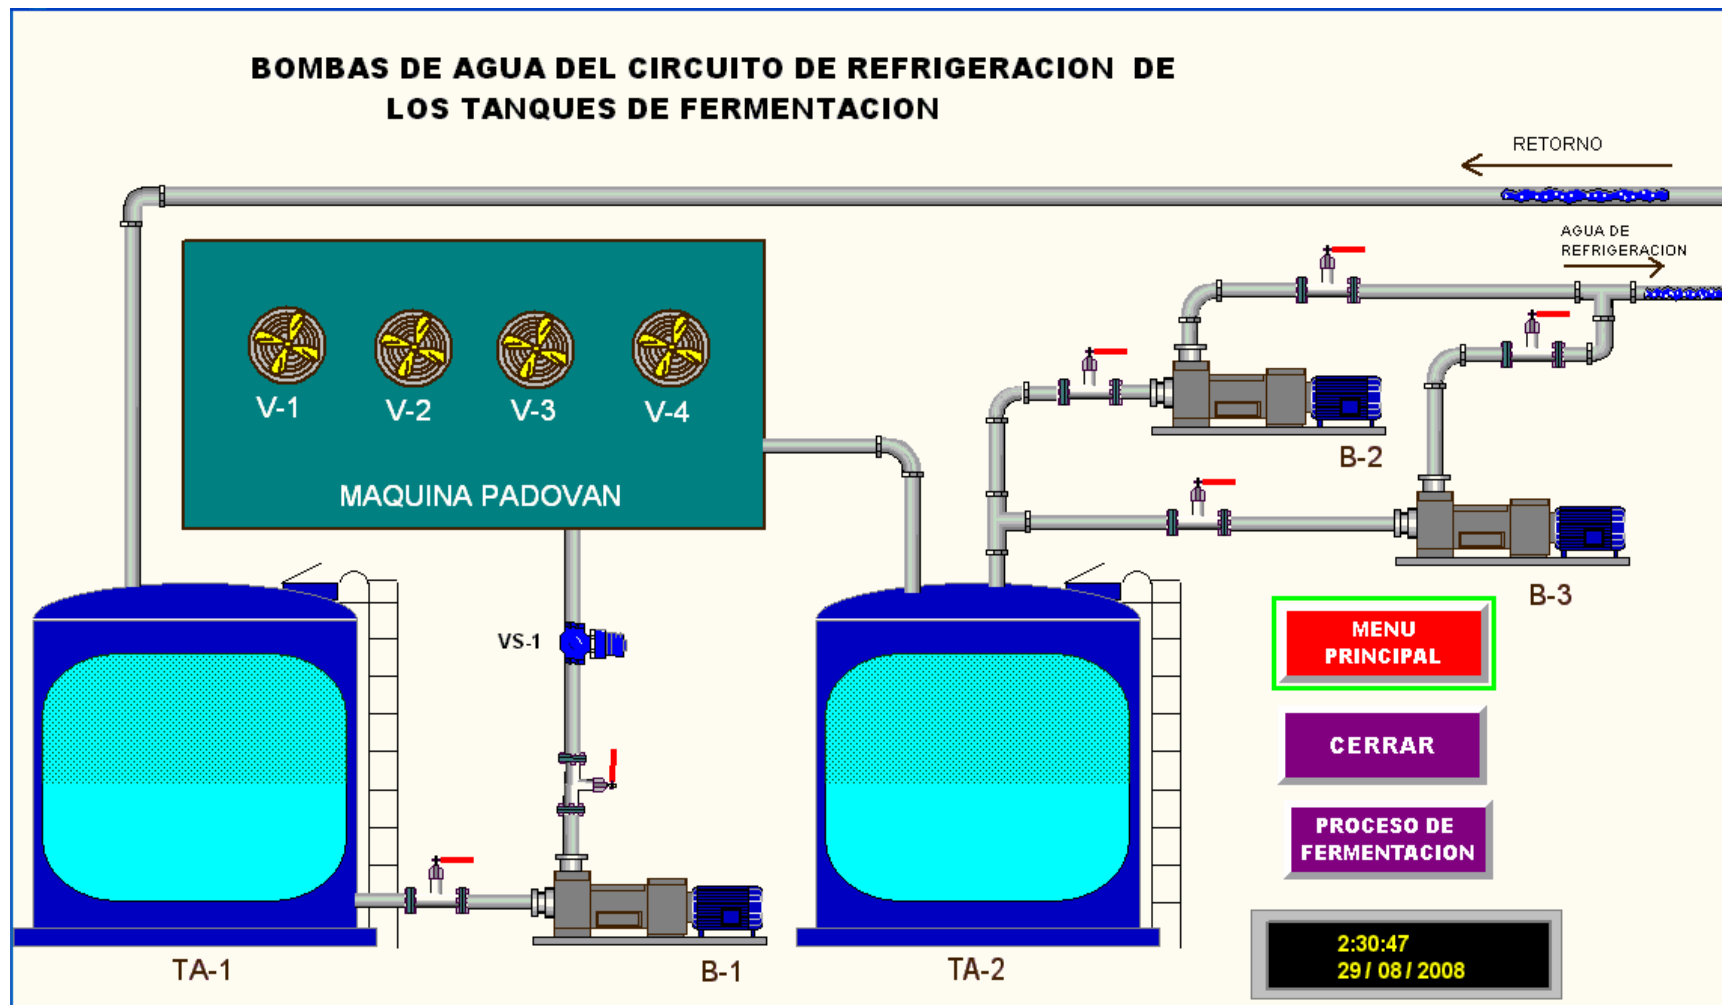 BOMBAS DE AGUA DEL CIRCUITO DE REFRIGERACION DE
LOS TANQUES DE FERMENTACION
RETORNO
AGUA DE
REFRIGERACION
V-1
V-2
V-3
V-4
MAQUINA PADOVAN
B-2
B-3
VS-1
MENU
PRINCIPAL
CERRAR
PROCESO DE
FERMENTACION
TA-1
B-1
TA-2
2:30:47
29/08/2008